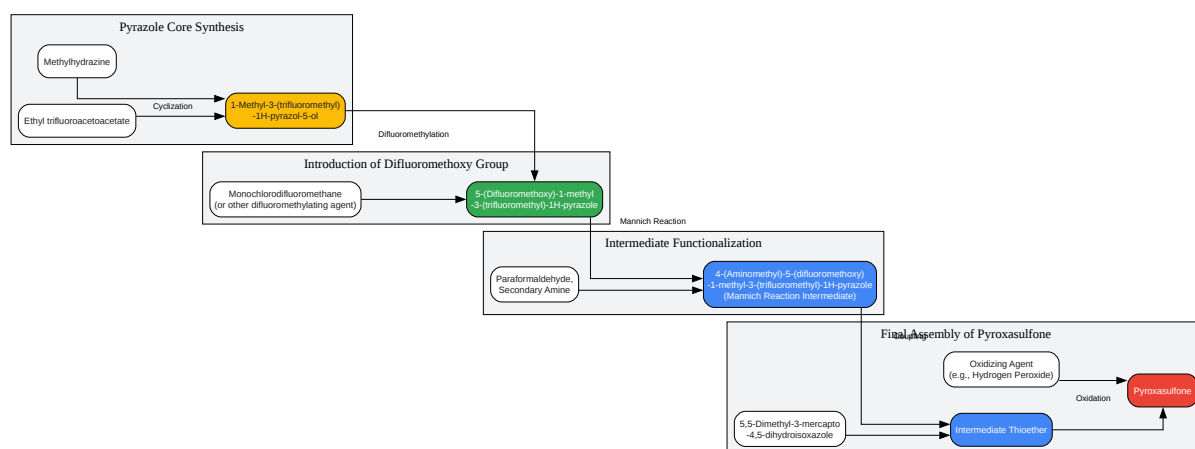 Pyrazole Core Synthesis
Methylhydrazine
Cyclization
Ethyl trifluoroacetoacetate
1-Methyl-3-(trifluoromethyl)
-1H-pyrazol-5-ol
Difluoromethylation
Introduction of Difluoromethoxy Group
Monochlorodifluoromethane
(or other difluoromethylating agent)
5-(Difluoromethoxy)-1-methyl
-3-(trifluoromethyl)-1H-pyrazole
Mannich Reaction
Intermediate Functionalization
Paraformaldehyde,
Secondary Amine
4-(Aminomethyl)-5-(difluoromethoxy)
-1-methyl-3-(trifluoromethyl)-1H-pyrazole
(Mannich Reaction Intermediate)
Final Assembly of Pyroxasulfone
Coupling
Oxidizing Agent
(e.g., Hydrogen Peroxide)
Oxidation
Pyroxasulfone
5,5-Dimethyl-3-mercapto
-4,5-dihydroisoxazole
Intermediate Thioether